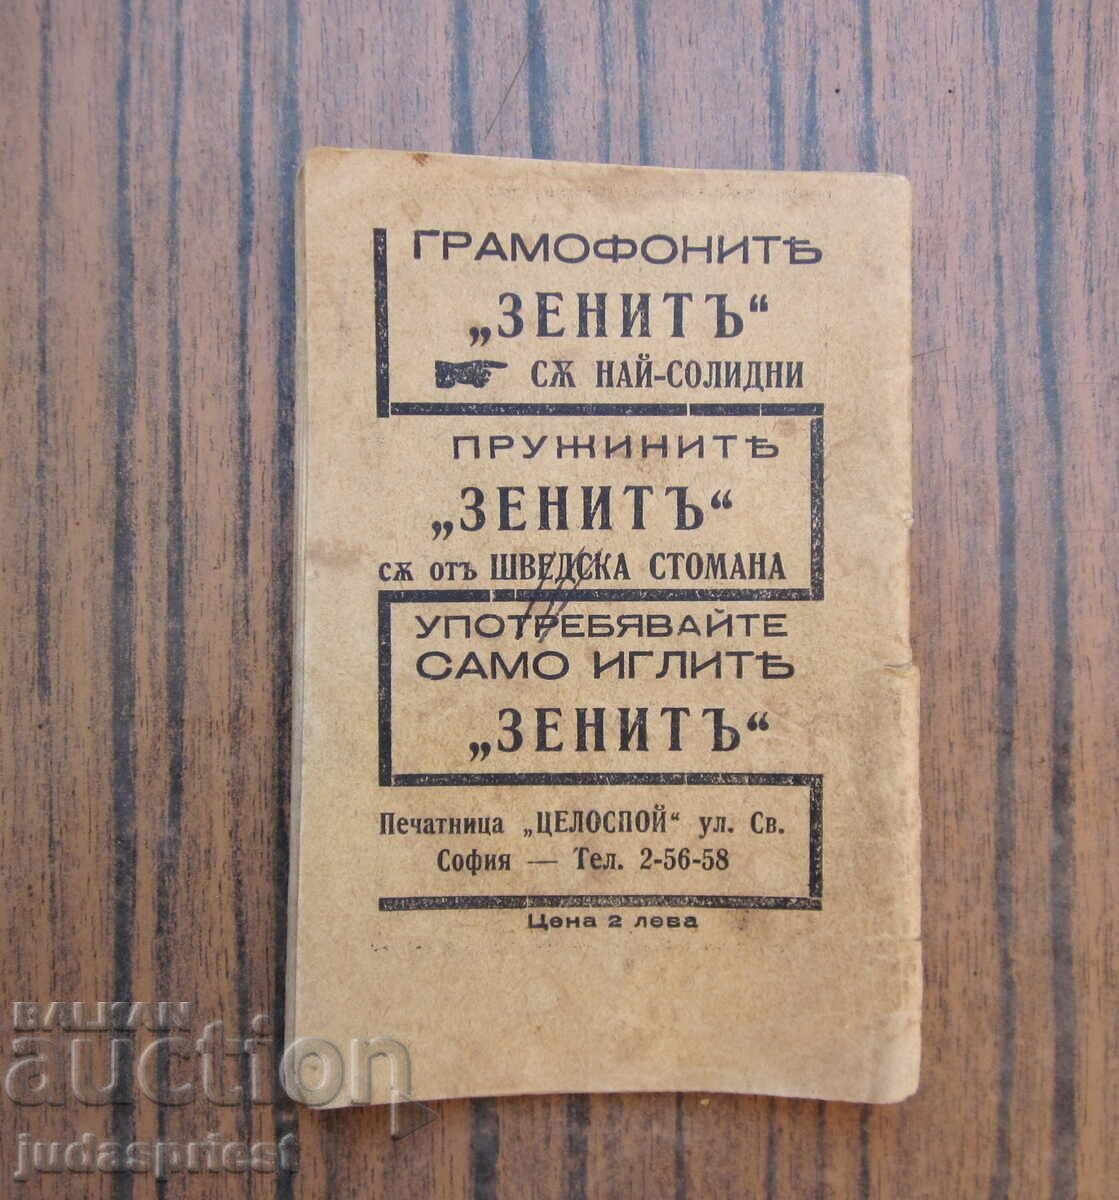 ГРАМОФОНИТѢ
„ЗЕНИТЪ“
СѪ НАЙ-СОЛИДНИ
ПРУЖИНИТѢ
„ЗЕНИТЪ“
сѫ отъ ШВЕДСКА СТОМАНА
УПОТРЕБЯВАЙТЕ
САМО ИГЛИТѢ
„ЗЕНИТЪ“
Печатница „ЦЕЛОСПОЙ“ ул. Св.
София — Тел. 2-56-58
Цена 2 лева
BALKAN
auction
judaspriest